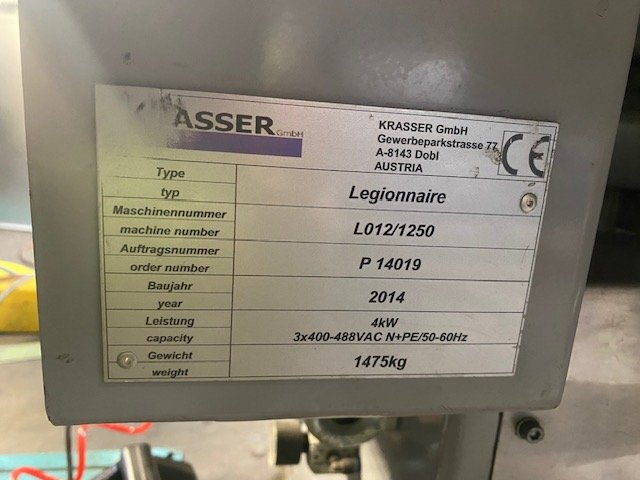 ASSER GmbH
KRASSER GmbH
Gewerbeparkstrasse 77
A-8143 Dobl
AUSTRIA
CE
Type
typ
Legionnaire
Maschinennummer
machine number
L012/1250
Auftragsnummer
order number
P 14019
Baujahr
year
2014
Leistung
capacity
4kW
3x400-488VAC N+PE/50-60Hz
Gewicht
weight
1475kg